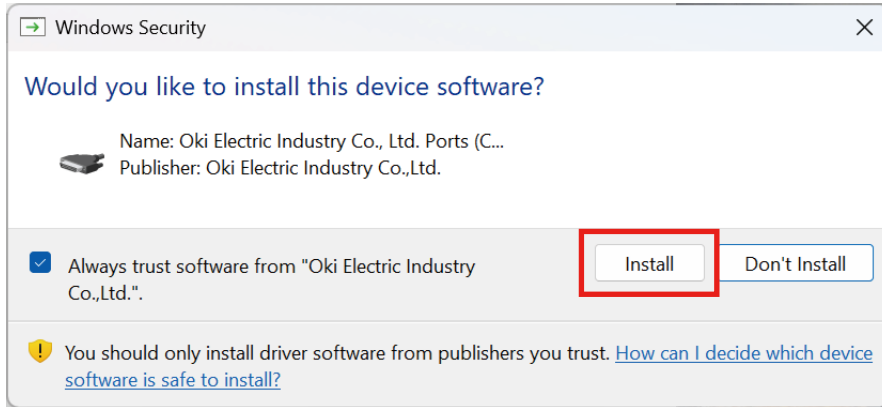 Windows Security
Would you like to install this device software?
Name: Oki Electric Industry Co., Ltd. Ports (C...
Publisher: Oki Electric Industry Co.,Ltd.
Always trust software from "Oki Electric Industry
Co.,Ltd.".
Install
Don't Install
You should only install driver software from publishers you trust. How can I decide which device
software is safe to install?